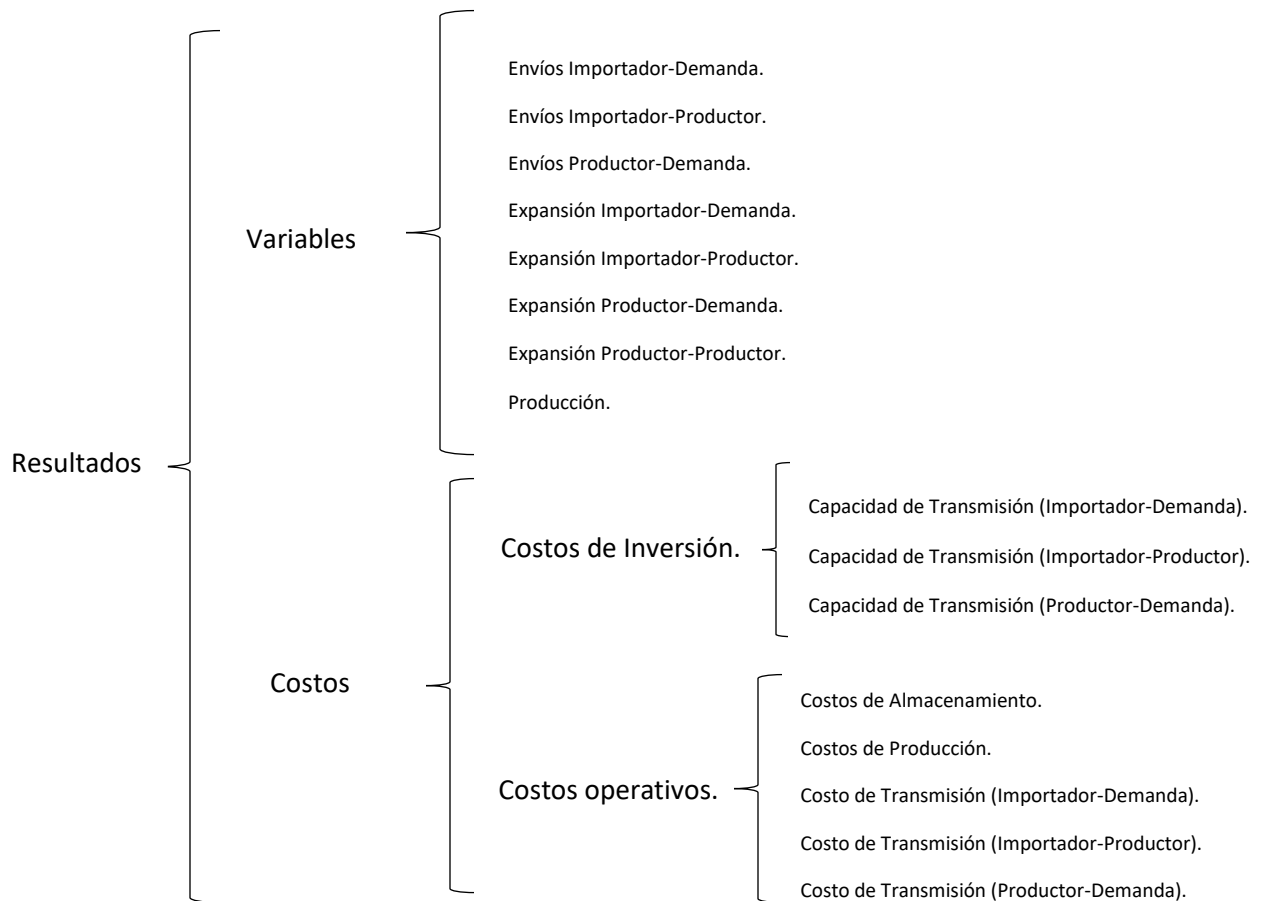 Resultados
Variables
Envíos Importador-Demanda.
Envíos Importador-Productor.
Envíos Productor-Demanda.
Expansión Importador-Demanda.
Expansión Importador-Productor.
Expansión Productor-Demanda.
Expansión Productor-Productor.
Producción.
Costos
Costos de Inversión.
Capacidad de Transmisión (Importador-Demanda).
Capacidad de Transmisión (Importador-Productor).
Capacidad de Transmisión (Productor-Demanda).
Costos operativos.
Costos de Almacenamiento.
Costos de Producción.
Costo de Transmisión (Importador-Demanda).
Costo de Transmisión (Importador-Productor).
Costo de Transmisión (Productor-Demanda).